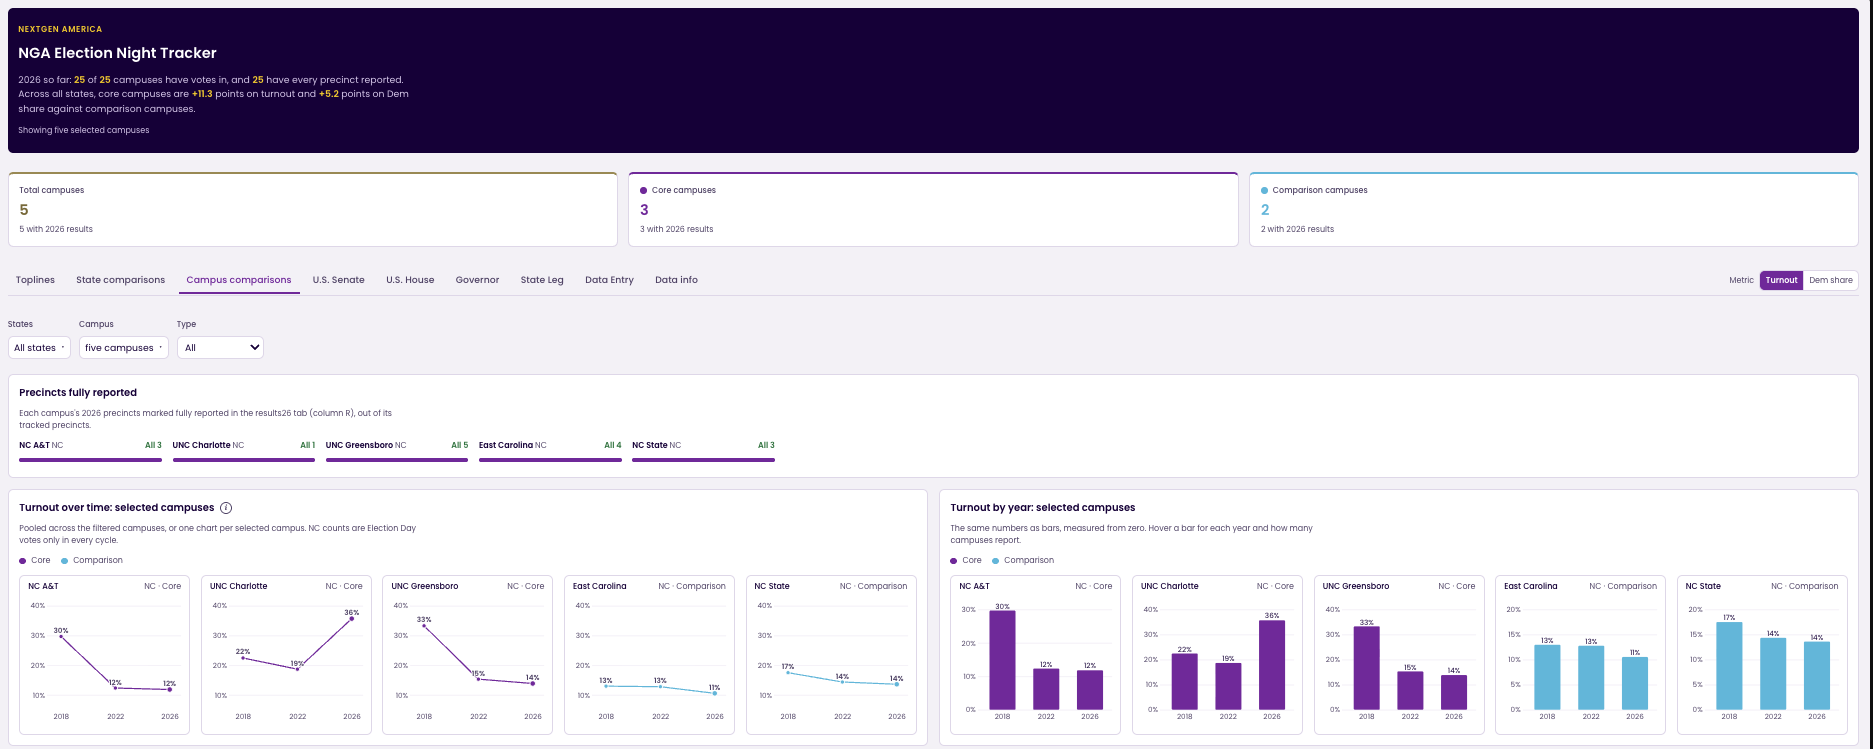 NEXTGEN AMERICA
NGA Election Night Tracker
2026 so far: 25 of 25 campuses have votes in, and 25 have every precinct reported.
Across all states, core campuses are +11.3 points on turnout and +5.2 points on Dem
share against comparison campuses.
Showing five selected campuses
Total campuses
5
5 with 2026 results
Core campuses
3
3 with 2026 results
Comparison campuses
2
2 with 2026 results
Toplines State comparisons Campus comparisons U.S. Senate U.S. House Governor State Leg Data Entry Data info
Metric Turnout Dem share
States Campus Type
All states five campuses All
Precincts fully reported
Each campus's 2026 precincts marked fully reported in the results26 tab (column R), out of its
tracked precincts.
NC A&T NC All 3 UNC Charlotte NC All 1 UNC Greensboro NC All 5 East Carolina NC All 4 NC State NC All 3
Turnout over time: selected campuses i
Pooled across the filtered campuses, or one chart per selected campus. NC counts are Election Day
votes only in every cycle.
Core Comparison
NC A&T NC · Core
40%
30%
20%
10%
30%
12%
12%
2018 2022 2026
UNC Charlotte NC · Core
40%
30%
20%
10%
22%
19%
36%
2018 2022 2026
UNC Greensboro NC · Core
40%
30%
20%
10%
33%
15%
14%
2018 2022 2026
East Carolina NC · Comparison
40%
30%
20%
10%
13%
13%
11%
2018 2022 2026
NC State NC · Comparison
40%
30%
20%
10%
17%
14%
14%
2018 2022 2026
Turnout by year: selected campuses
The same numbers as bars, measured from zero. Hover a bar for each year and how many
campuses report.
Core Comparison
NC A&T NC · Core
30%
20%
10%
0%
30%
12%
12%
2018 2022 2026
UNC Charlotte NC · Core
40%
30%
20%
10%
0%
22%
19%
36%
2018 2022 2026
UNC Greensboro NC · Core
40%
30%
20%
10%
0%
33%
15%
14%
2018 2022 2026
East Carolina NC · Comparison
20%
15%
10%
5%
0%
13%
13%
11%
2018 2022 2026
NC State NC · Comparison
20%
15%
10%
5%
0%
17%
14%
14%
2018 2022 2026